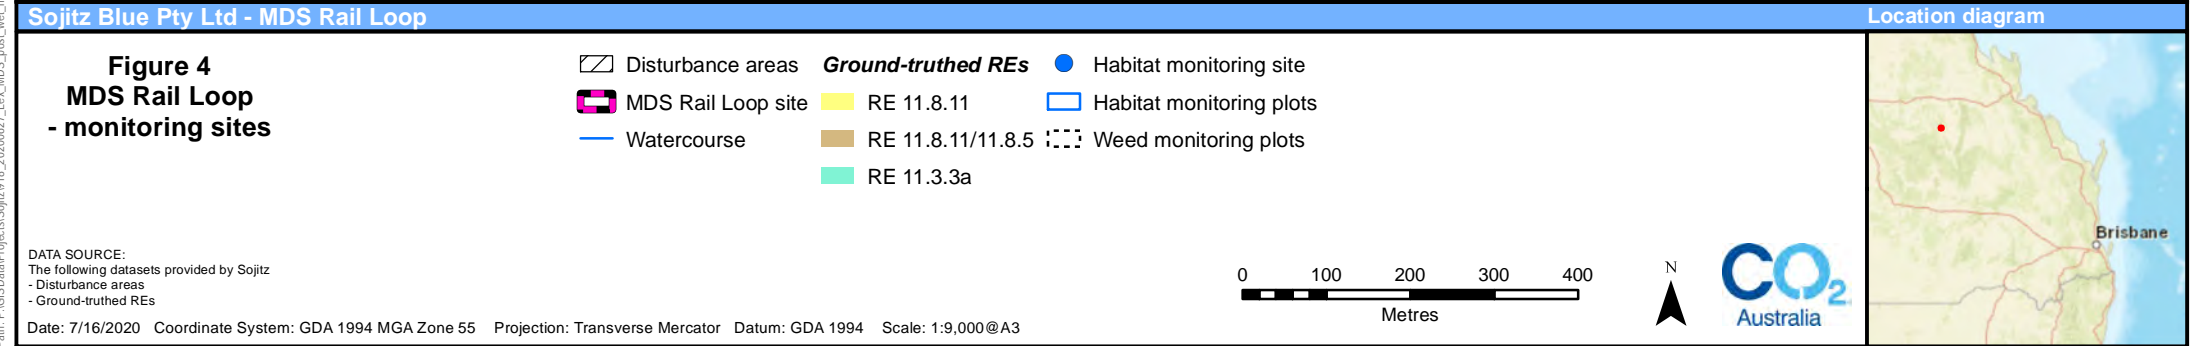 Sojitz Blue Pty Ltd - MDS Rail Loop
Location diagram
Figure 4
MDS Rail Loop
- monitoring sites
Disturbance areas
MDS Rail Loop site
Watercourse
Ground-truthed REs
RE 11.8.11
RE 11.8.11/11.8.5
RE 11.3.3a
Habitat monitoring site
Habitat monitoring plots
Weed monitoring plots
DATA SOURCE:
The following datasets provided by Sojitz
- Disturbance areas
- Ground-truthed REs
Date: 7/16/2020 Coordinate System: GDA 1994 MGA Zone 55 Projection: Transverse Mercator Datum: GDA 1994 Scale: 1:9,000@A3
0 100 200 300 400
Metres
N
CO2
Australia
Brisbane